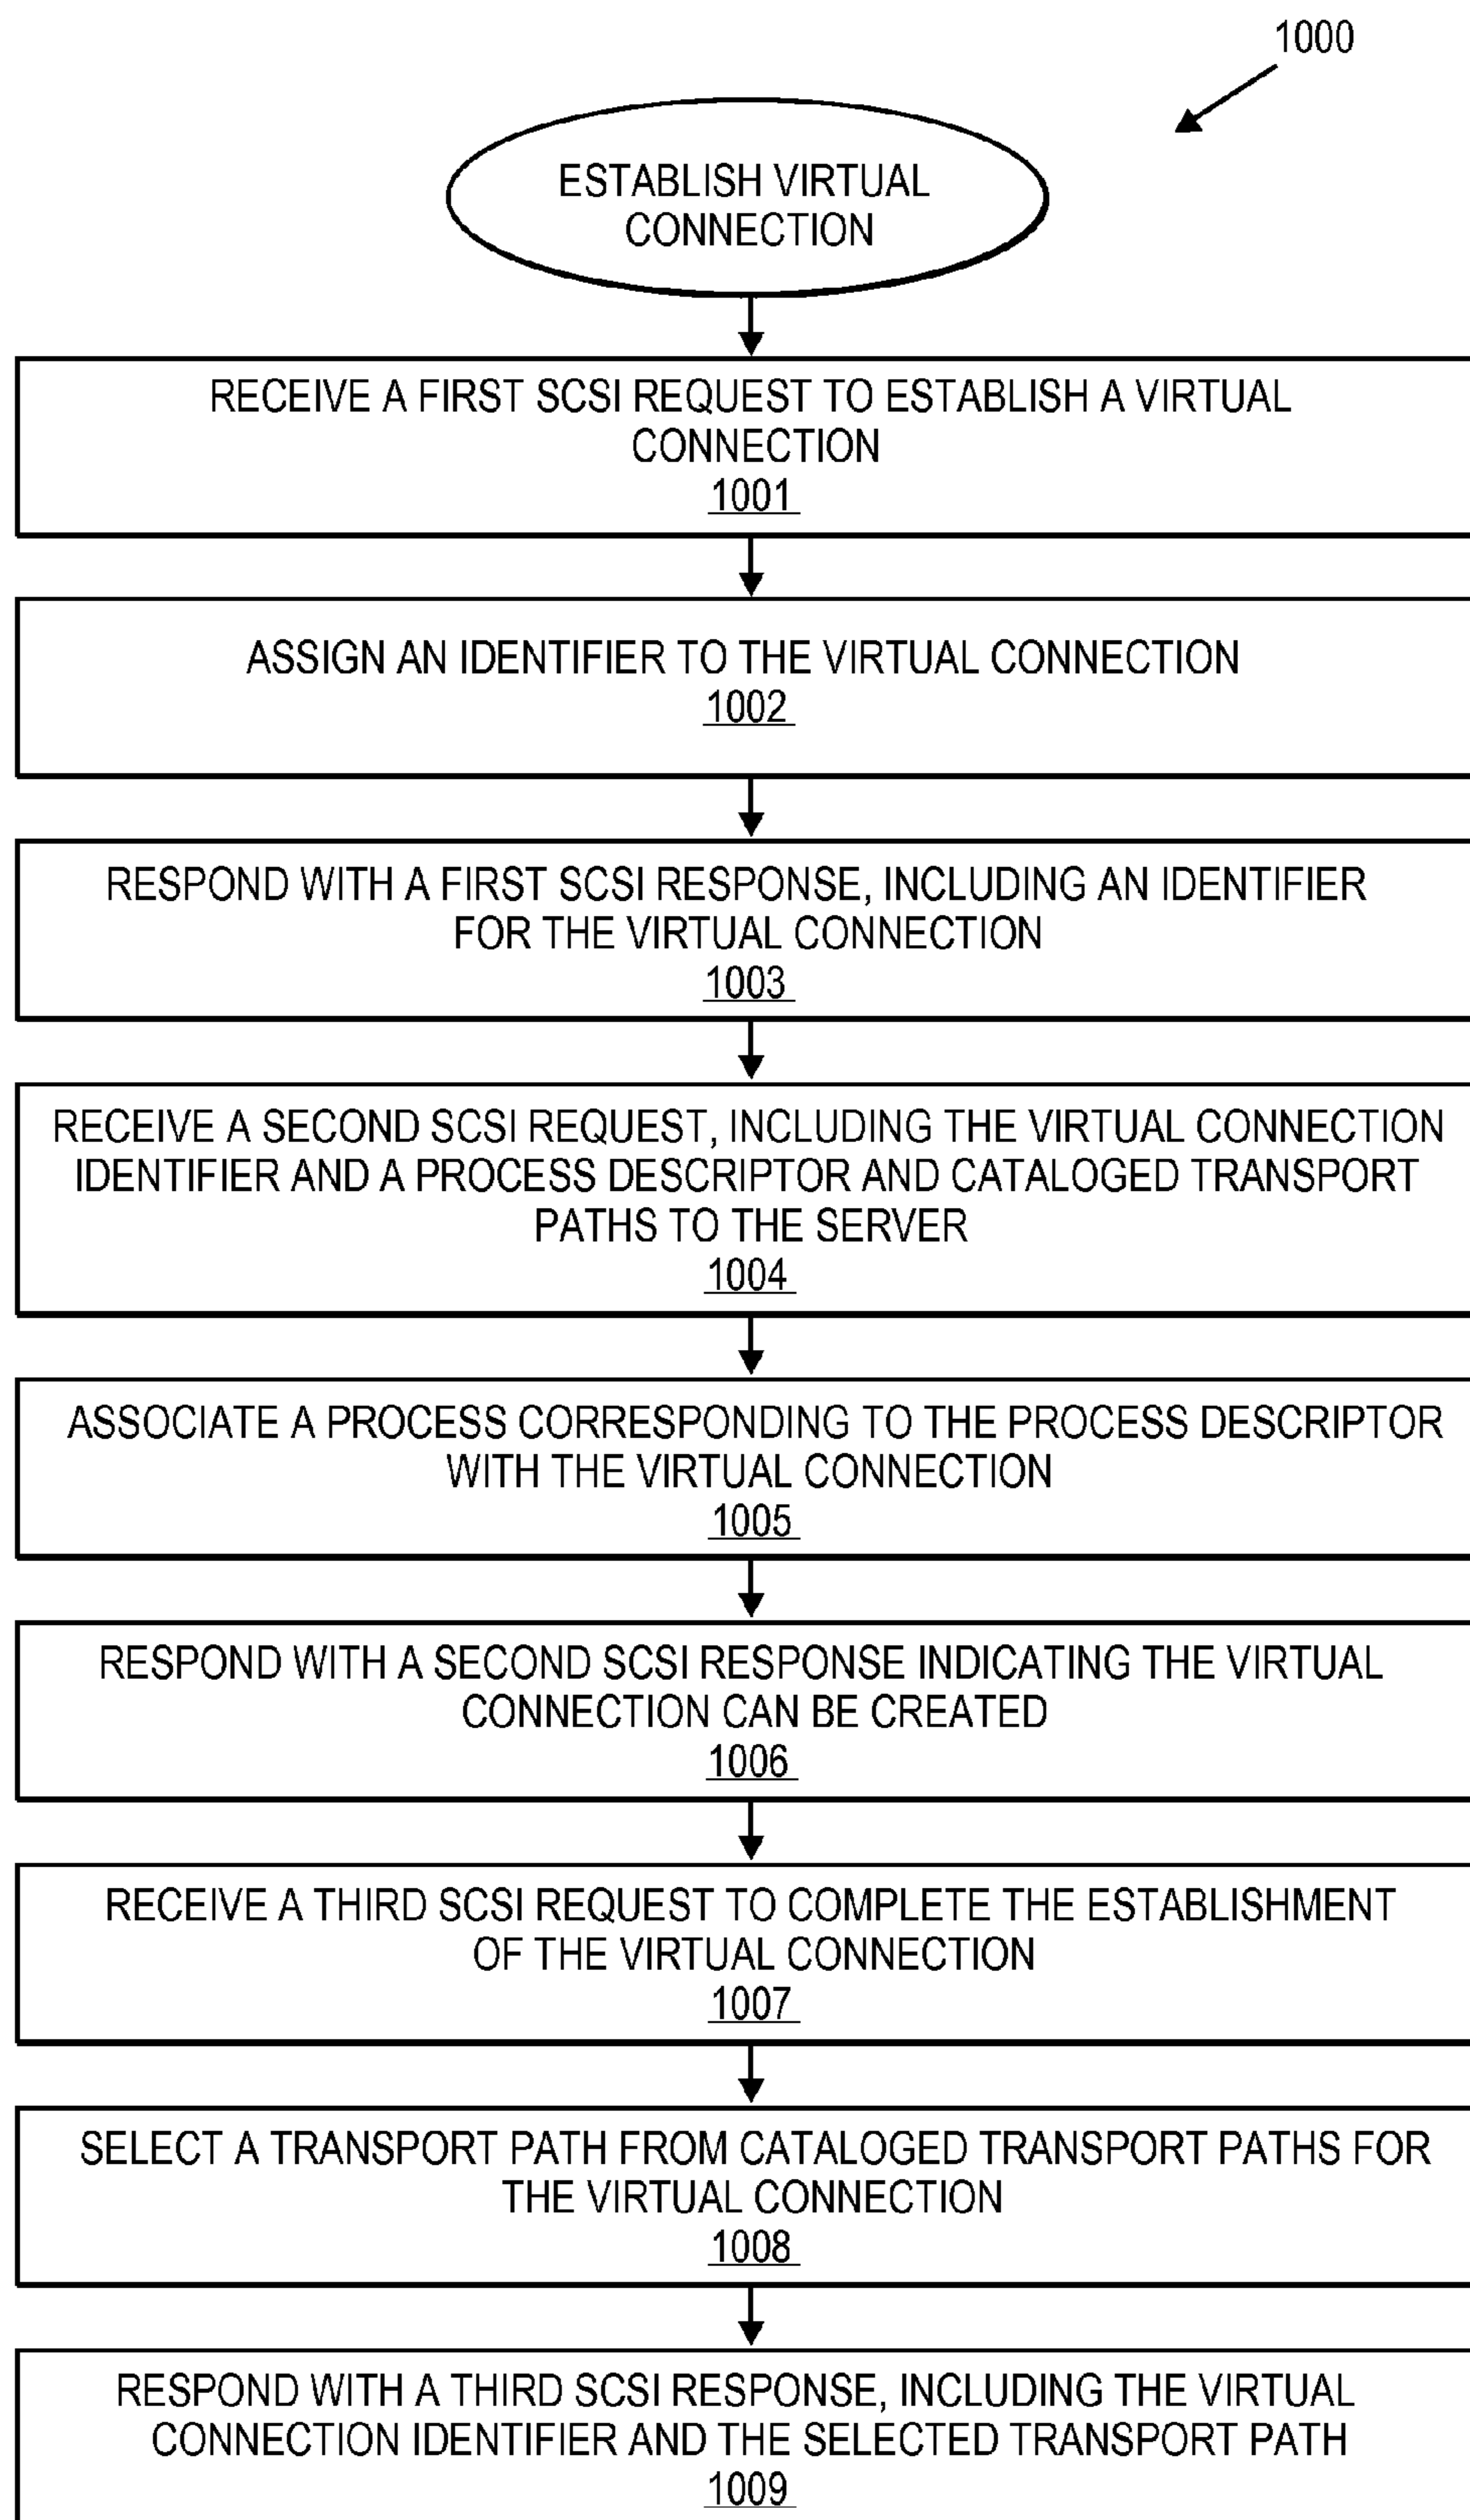 1000
ESTABLISH VIRTUAL
CONNECTION
RECEIVE A FIRST SCSI REQUEST TO ESTABLISH A VIRTUAL
CONNECTION
1001
ASSIGN AN IDENTIFIER TO THE VIRTUAL CONNECTION
1002
RESPOND WITH A FIRST SCSI RESPONSE, INCLUDING AN IDENTIFIER
FOR THE VIRTUAL CONNECTION
1003
RECEIVE A SECOND SCSI REQUEST, INCLUDING THE VIRTUAL CONNECTION
IDENTIFIER AND A PROCESS DESCRIPTOR AND CATALOGED TRANSPORT
PATHS TO THE SERVER
1004
ASSOCIATE A PROCESS CORRESPONDING TO THE PROCESS DESCRIPTOR
WITH THE VIRTUAL CONNECTION
1005
RESPOND WITH A SECOND SCSI RESPONSE INDICATING THE VIRTUAL
CONNECTION CAN BE CREATED
1006
RECEIVE A THIRD SCSI REQUEST TO COMPLETE THE ESTABLISHMENT
OF THE VIRTUAL CONNECTION
1007
SELECT A TRANSPORT PATH FROM CATALOGED TRANSPORT PATHS FOR
THE VIRTUAL CONNECTION
1008
RESPOND WITH A THIRD SCSI RESPONSE, INCLUDING THE VIRTUAL
CONNECTION IDENTIFIER AND THE SELECTED TRANSPORT PATH
1009